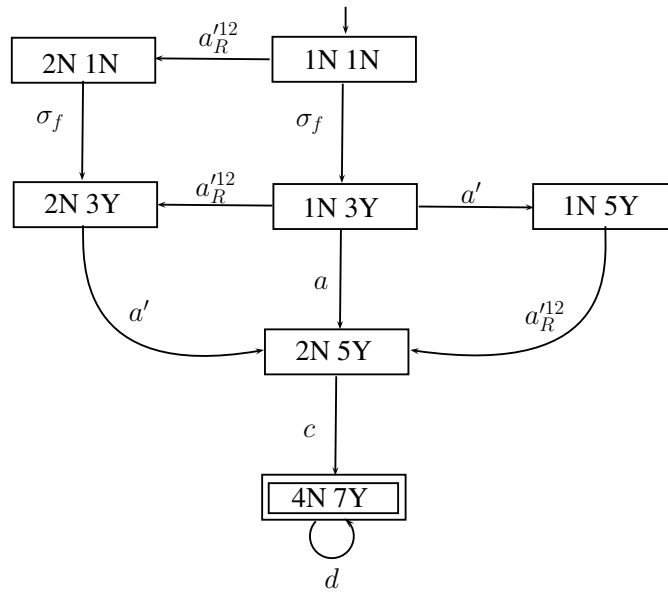 2N 1N
a'^{12}_R
1N 1N
σ_f
σ_f
2N 3Y
a'^{12}_R
1N 3Y
a'
1N 5Y
a'
a
a'^{12}_R
2N 5Y
c
4N 7Y
d